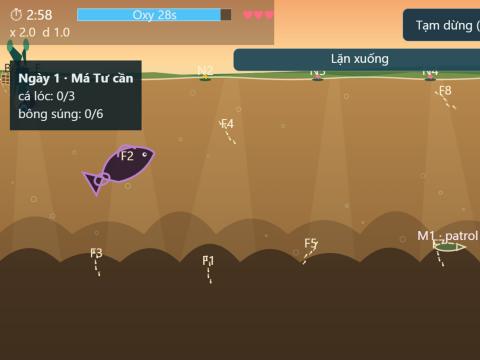 2:58
Oxy 28s
x 2.0 d 1.0
Tạm dừng (
Lặn xuống
Ngày 1 · Má Tư cần
cá lóc: 0/3
bông súng: 0/6
N2
N3
N4
F8
F4
F2
F3
F1
F5
M1 · patrol